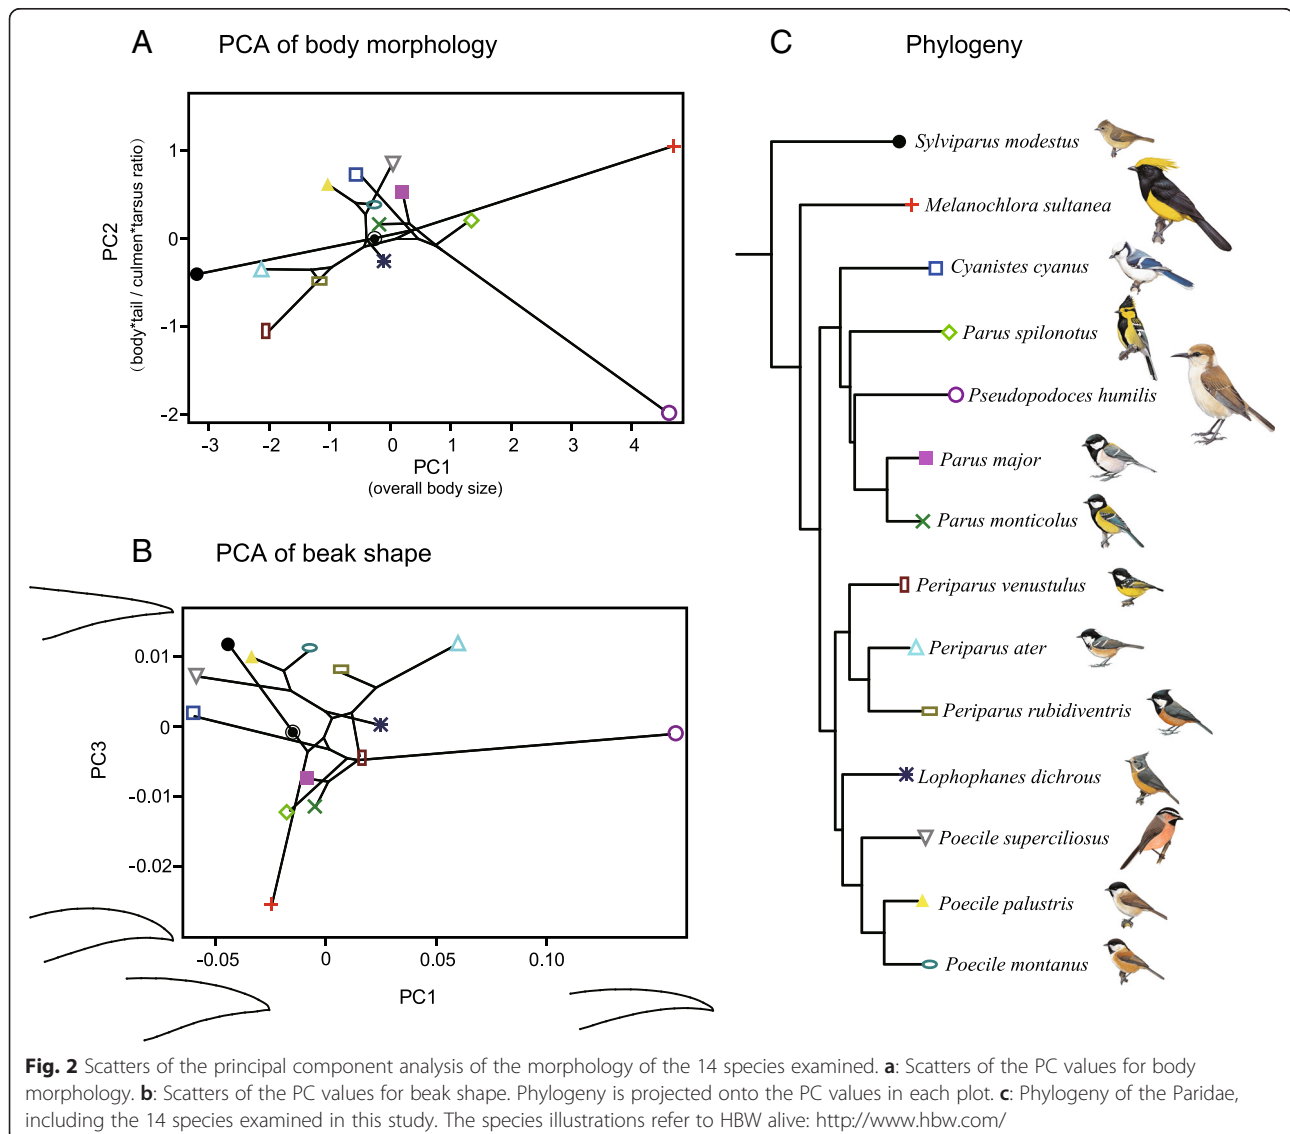 A
PCA of body morphology
PC2
(body*tail / culmen*tarsus ratio)
1
0
-1
-2
-3
-2
-1
0
1
2
3
4
PC1
(overall body size)
B
PCA of beak shape
PC3
0.01
0
-0.01
-0.02
-0.05
0
0.05
0.10
PC1
C
Phylogeny
Sylviparus modestus
Melanochlora sultanea
Cyanistes cyanus
Parus spilonotus
Pseudopodoces humilis
Parus major
Parus monticolus
Periparus venustulus
Periparus ater
Periparus rubidiventris
Lophophanes dichrous
Poecile superciliosus
Poecile palustris
Poecile montanus
Fig. 2 Scatters of the principal component analysis of the morphology of the 14 species examined. a: Scatters of the PC values for body
morphology. b: Scatters of the PC values for beak shape. Phylogeny is projected onto the PC values in each plot. c: Phylogeny of the Paridae,
including the 14 species examined in this study. The species illustrations refer to HBW alive: http://www.hbw.com/